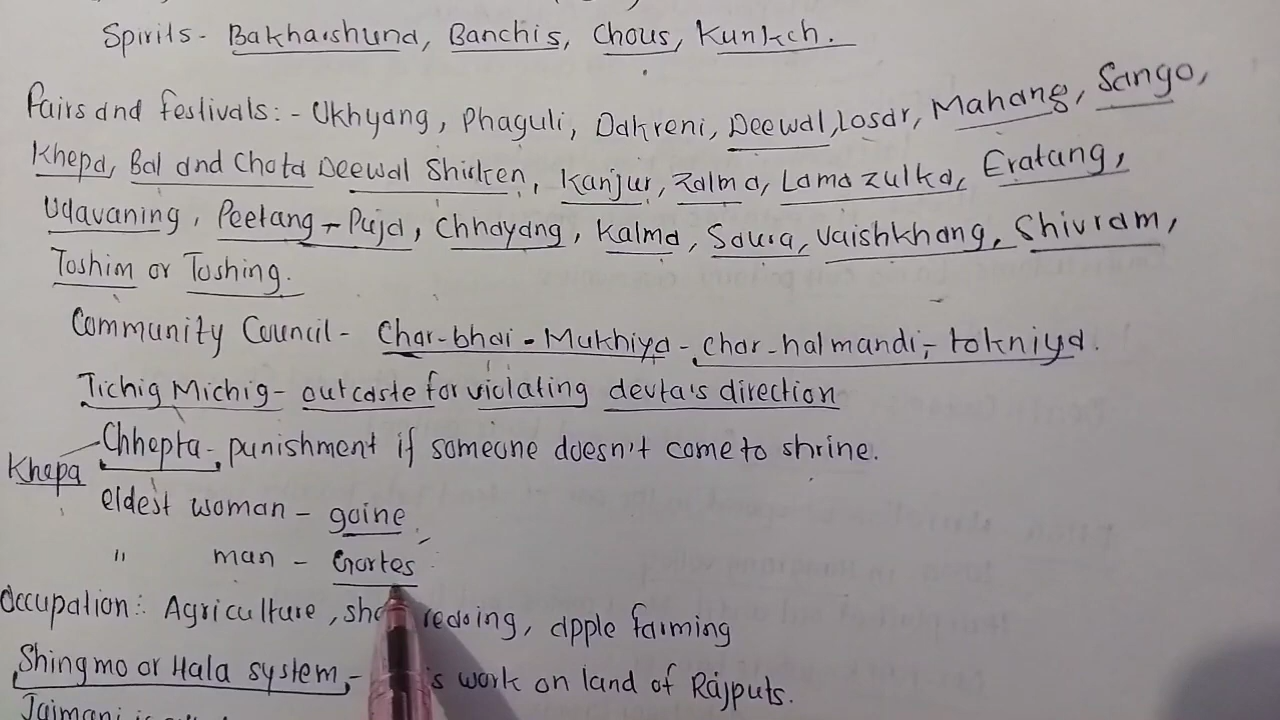 Spirits- Bakharshund, Banchis, Chous, Kunkch.
Fairs and festivals:- Ukhyang, Phaguli, Dakreni, Deewal, Losar, Mahang, Sango,
Khepa, Bal and Chota Deewal Shirken, Kanjur, Zalma, Lama zulka, Eratang,
Udavaning, Peetang-Puja, Chhayang, Kalma, Saura, Vaishkhang, Shivram,
Toshim or Toshing.
Community Council- Char-bhai-Mukhiya-char-halmandi-tokniya.
Tichig Michig- outcaste for violating devta's direction
Chhepta- punishment if someone doesn't come to shrine.
Khepa
eldest woman - goine
" man - Gortes
Occupation:- Agriculture, apple farming
Shingmo or Hala system,- work on land of Rajputs.